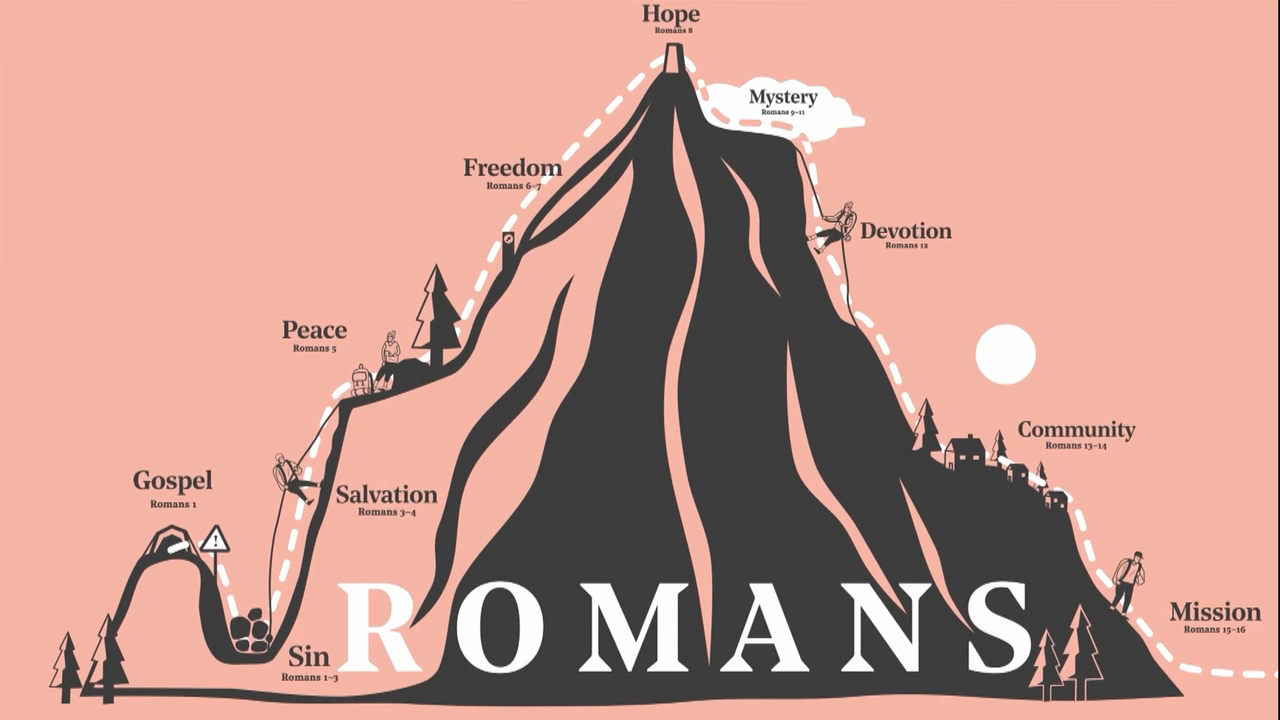 Hope
Romans 8
Mystery
Romans 9–11
Freedom
Romans 6–7
Devotion
Romans 12
Peace
Romans 5
Community
Romans 13–14
Gospel
Romans 1
Salvation
Romans 3–4
!
ROMANS
Mission
Romans 15–16
Sin
Romans 1–3